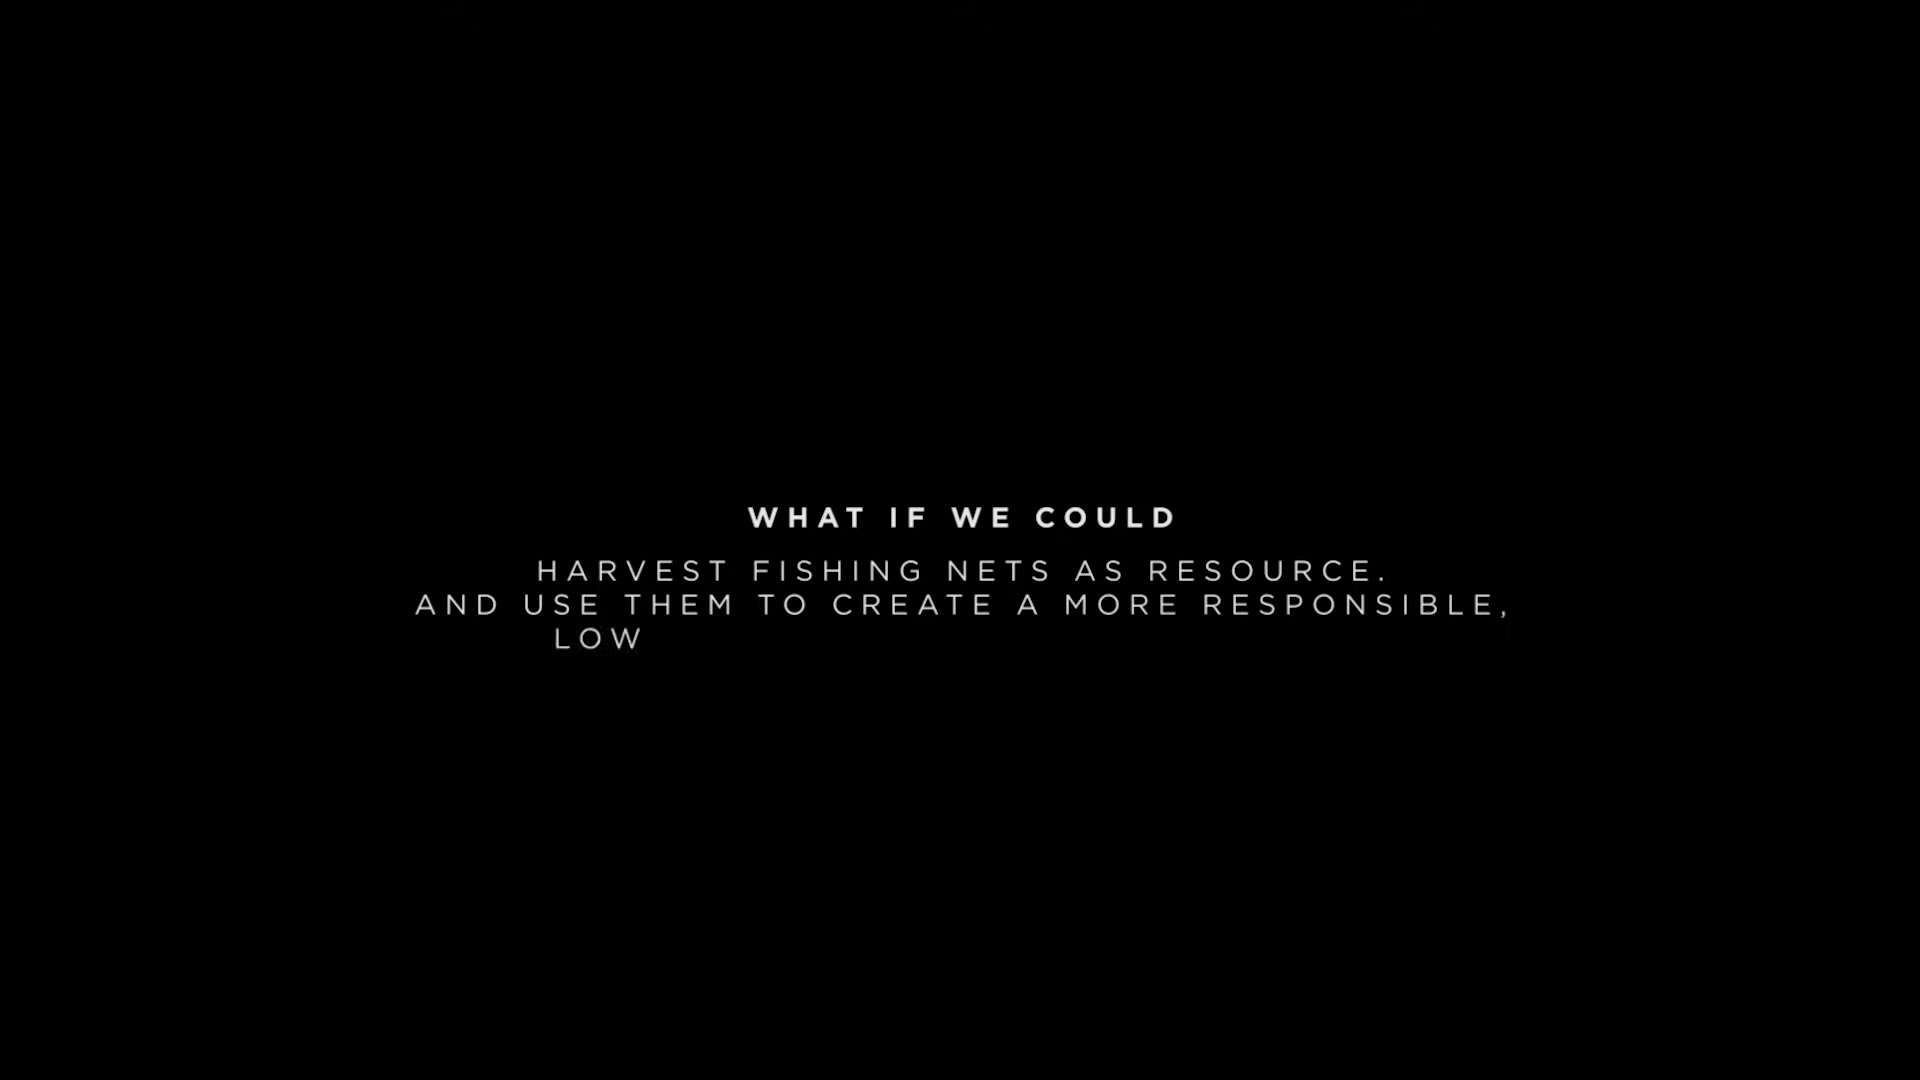 WHAT IF WE COULD
HARVEST FISHING NETS AS RESOURCE.
AND USE THEM TO CREATE A MORE RESPONSIBLE,
LOW